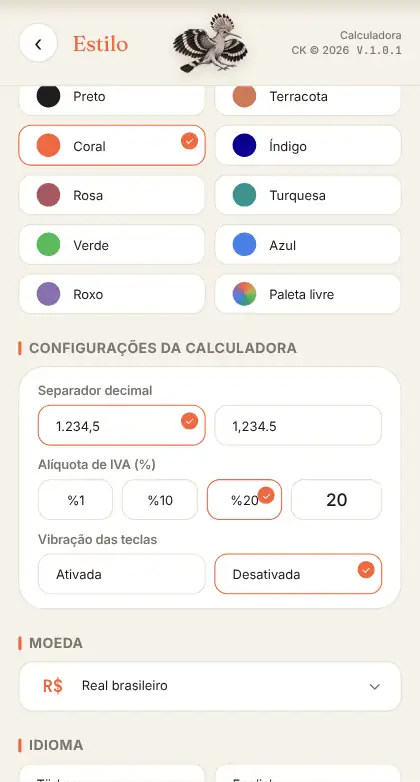 ‹ Estilo
Calculadora
CK © 2026 V.1.0.1
Preto
Terracota
Coral
Índigo
Rosa
Turquesa
Verde
Azul
Roxo
Paleta livre
CONFIGURAÇÕES DA CALCULADORA
Separador decimal
1.234,5
1,234.5
Alíquota de IVA (%)
%1
%10
%20
20
Vibração das teclas
Ativada
Desativada
MOEDA
R$ Real brasileiro
IDIOMA